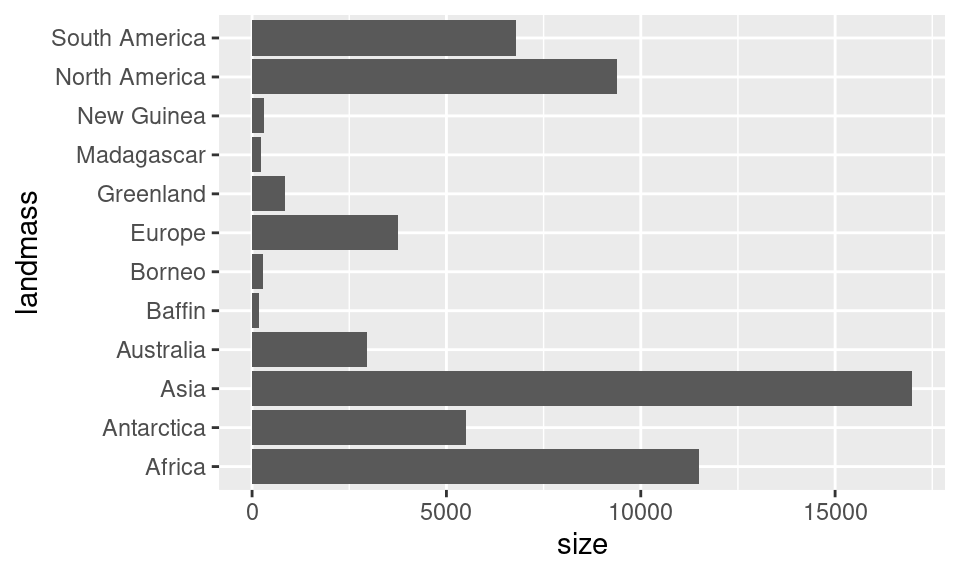 South America
North America
New Guinea
Madagascar
Greenland
Europe
Borneo
Baffin
Australia
Asia
Antarctica
Africa
landmass
0 5000 10000 15000
size